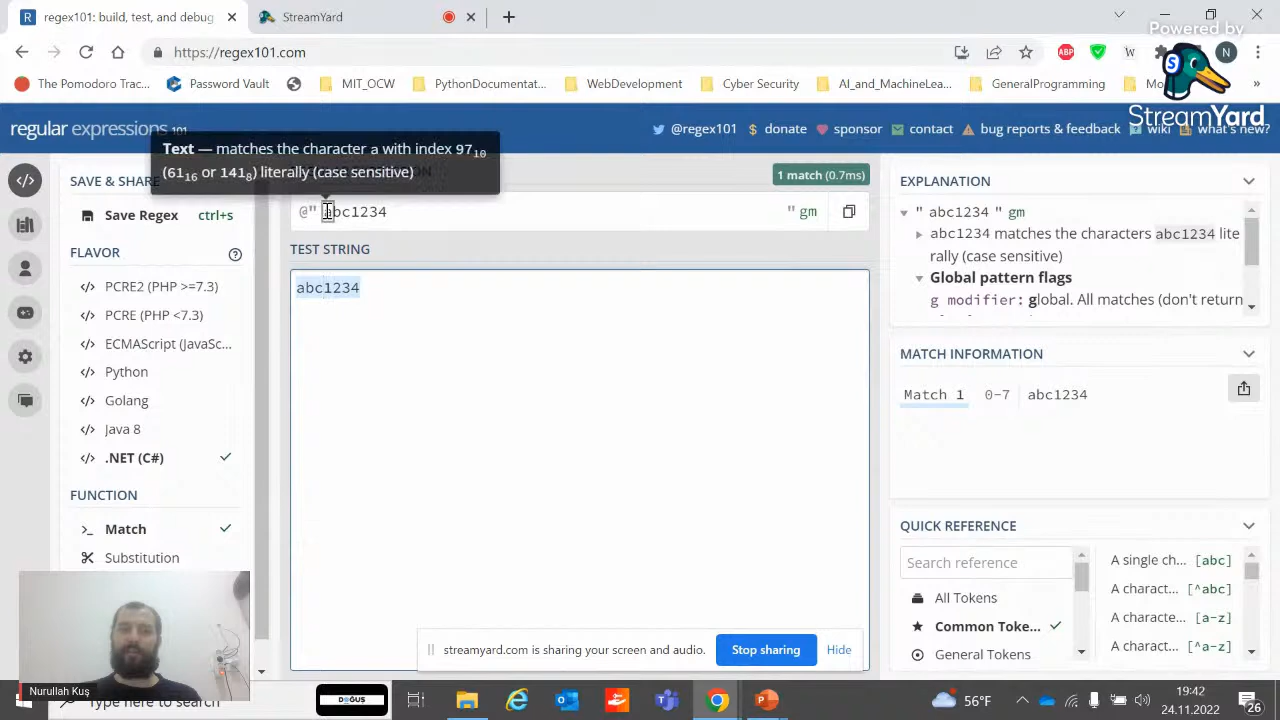 regex101: build, test, and debug
StreamYard
Powered by
https://regex101.com
ABP
W
N
The Pomodoro Trac...
Password Vault
MIT_OCW
Python_Documentat...
WebDevelopment
Cyber Security
AI_and_MachineLea...
GeneralProgramming
»
StreamYard
regular expressions 101
@regex101
$ donate
sponsor
contact
bug reports & feedback
wiki
what's new?
Text — matches the character a with index 97₁₀
(61₁₆ or 141₈) literally (case sensitive)
SAVE & SHARE
Save Regex ctrl+s
FLAVOR
PCRE2 (PHP >=7.3)
PCRE (PHP <7.3)
ECMAScript (JavaSc...
Python
Golang
Java 8
.NET (C#)
FUNCTION
Match
Substitution
1 match (0.7ms)
@" abc1234 " gm
TEST STRING
abc1234
EXPLANATION
" abc1234 " gm
abc1234 matches the characters abc1234 lite
rally (case sensitive)
Global pattern flags
g modifier: global. All matches (don't return
MATCH INFORMATION
Match 1 0-7 abc1234
QUICK REFERENCE
Search reference
All Tokens
Common Toke...
General Tokens
A single ch... [abc]
A charact... [^abc]
A characte... [a-z]
A charact... [^a-z]
streamyard.com is sharing your screen and audio.
Stop sharing
Hide
Nurullah Kuş
Type here to search
DOĞUŞ
56°F
19:42
24.11.2022
26